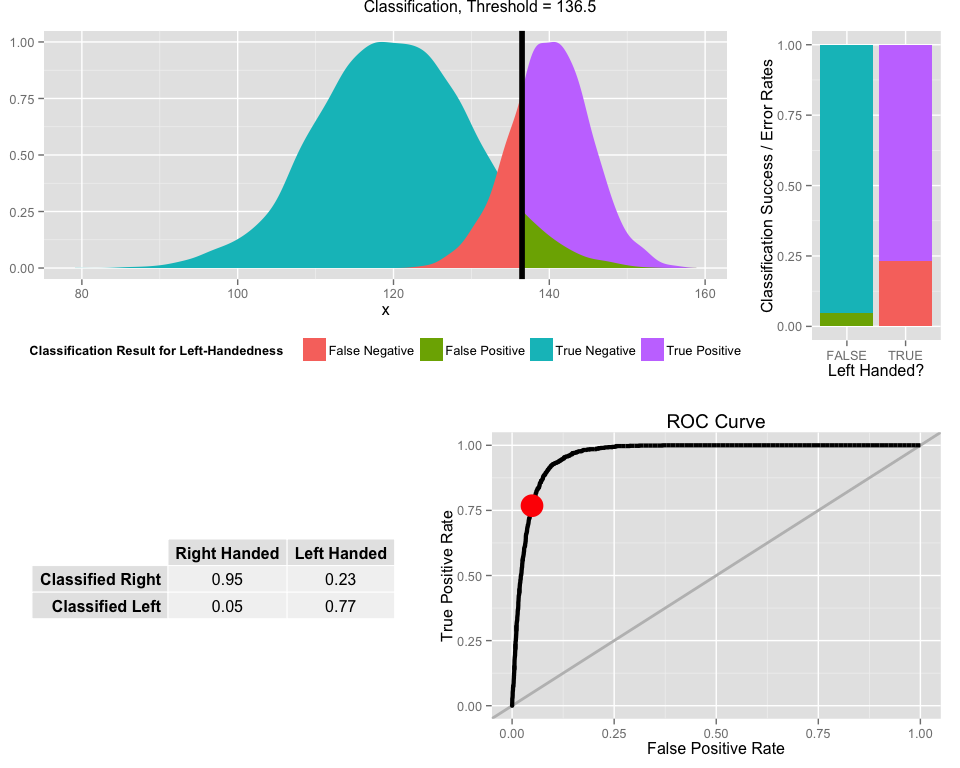 Classification, Threshold = 136.5
1.00
0.75
0.50
0.25
0.00
80 100 120 140 160
x
Classification Result for Left-Handedness False Negative False Positive True Negative True Positive
Classification Success / Error Rates
1.00
0.75
0.50
0.25
0.00
FALSE TRUE
Left Handed?
Right Handed Left Handed
Classified Right 0.95 0.23
Classified Left 0.05 0.77
ROC Curve
True Positive Rate
1.00
0.75
0.50
0.25
0.00
0.00 0.25 0.50 0.75 1.00
False Positive Rate